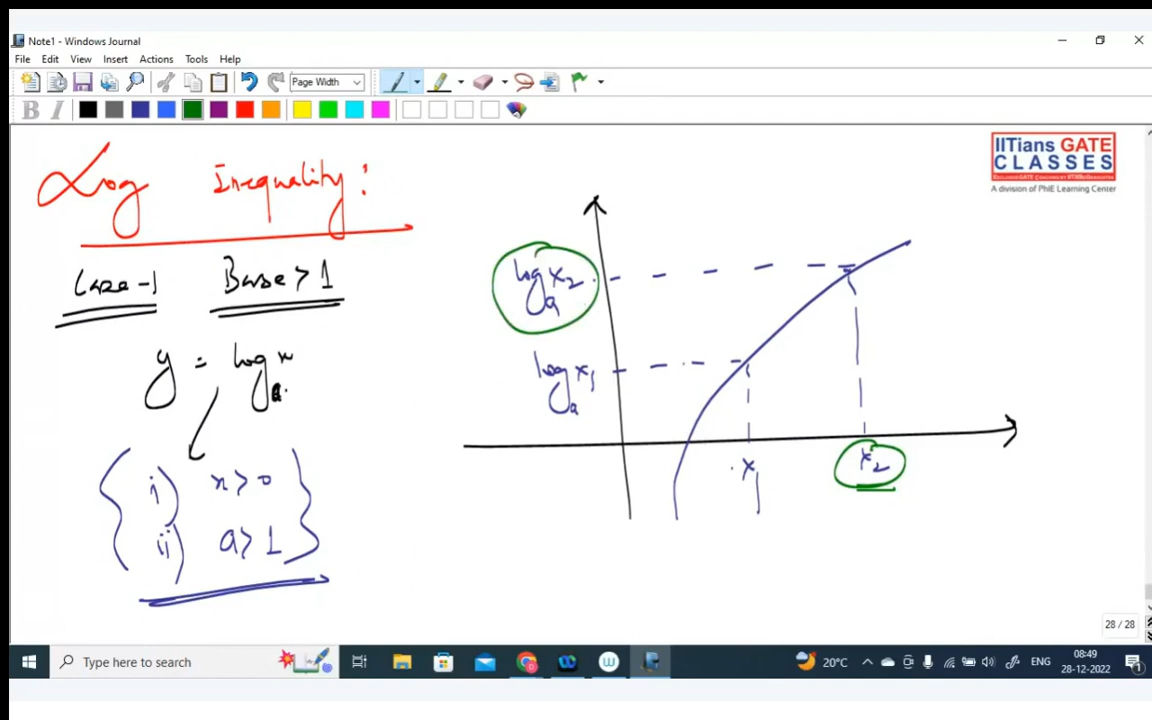 Note1 - Windows Journal
File Edit View Insert Actions Tools Help
Page Width
B I
IITians GATE
CLASSES
A division of PhIE Learning Center
Log Inequality:
Case-1 Base > 1
y = log_a x
i) x > 0
ii) a > 1
log_a x_2
log_a x_1
x_1
x_2
28 / 28
Type here to search
20°C
ENG
08:49
28-12-2022
1